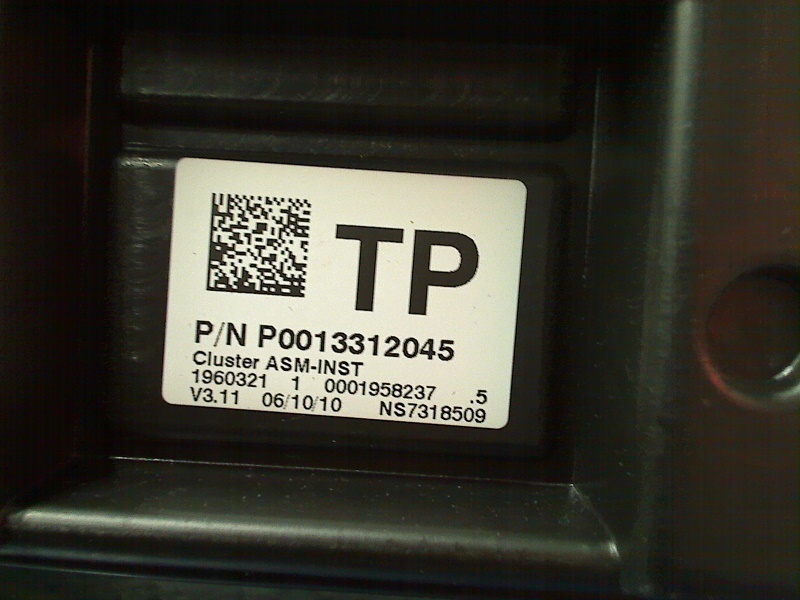 TP
P/N P0013312045
Cluster ASM-INST
1960321 1 0001958237 .5
V3.11 06/10/10 NS7318509